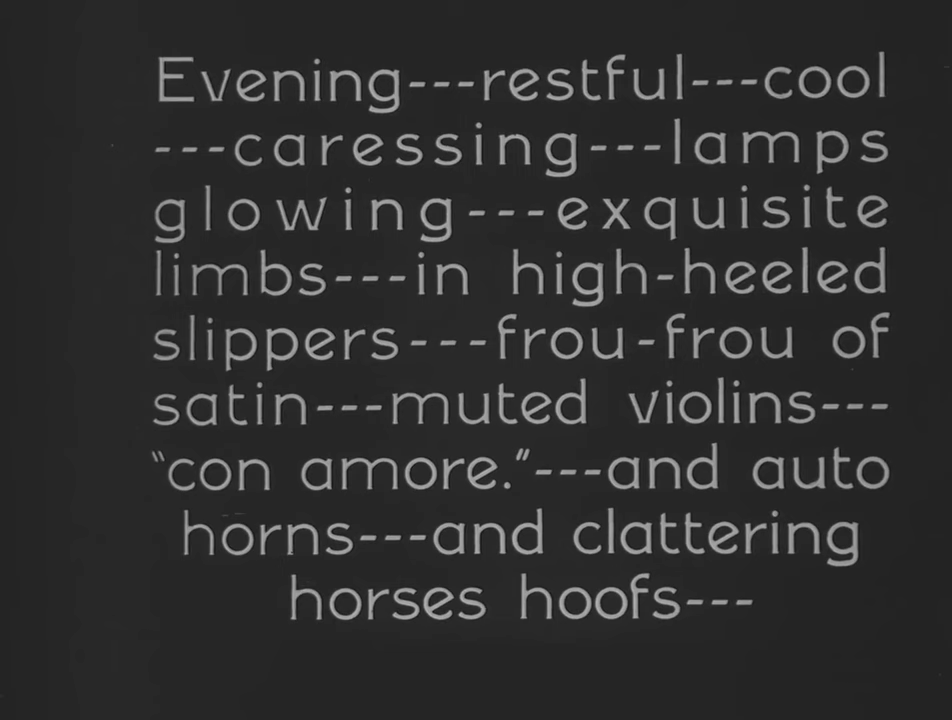 Evening---restful---cool
---caressing---lamps
glowing---exquisite
limbs---in high-heeled
slippers---frou-frou of
satin---muted violins---
"con amore."---and auto
horns---and clattering
horses hoofs---